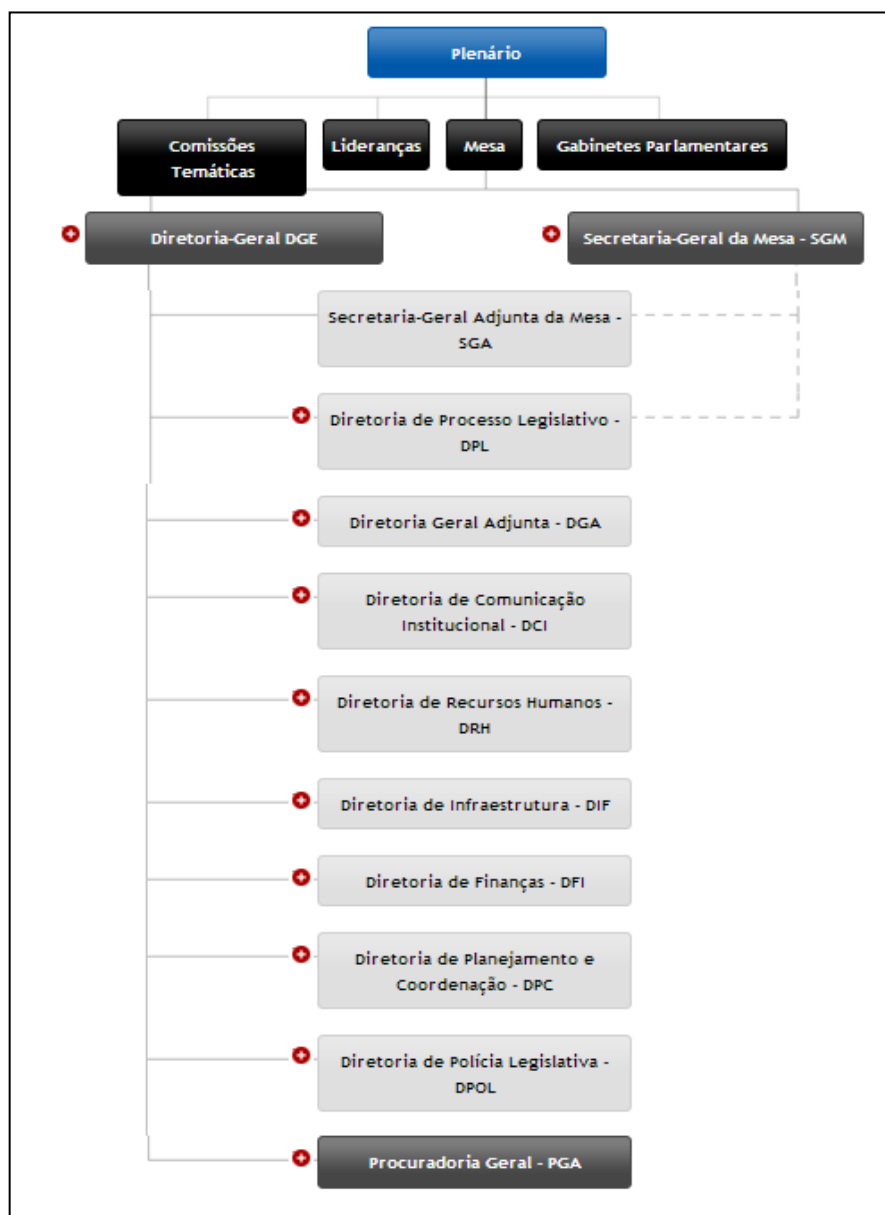 Plenário
Comissões
Temáticas
Lideranças
Mesa
Gabinetes Parlamentares
Diretoria-Geral DGE
Secretaria-Geral da Mesa - SGM
Secretaria-Geral Adjunta da Mesa -
SGA
Diretoria de Processo Legislativo -
DPL
Diretoria Geral Adjunta - DGA
Diretoria de Comunicação
Institucional - DCI
Diretoria de Recursos Humanos -
DRH
Diretoria de Infraestrutura - DIF
Diretoria de Finanças - DFI
Diretoria de Planejamento e
Coordenação - DPC
Diretoria de Polícia Legislativa -
DPOL
Procuradoria Geral - PGA